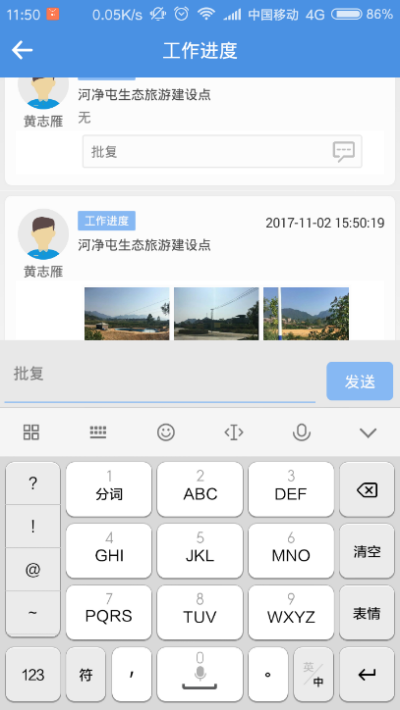 11:50 0.05K/s 中国移动 4G 86%
工作进度
河净屯生态旅游建设点
黄志雁 无
批复
工作进度 2017-11-02 15:50:19
河净屯生态旅游建设点
黄志雁
批复 发送
? 1 2 3
分词 ABC DEF
! 4 5 6 清空
GHI JKL MNO
@ 7 8 9
~ PQRS TUV WXYZ 表情
123 符 ， 0 。 英/中